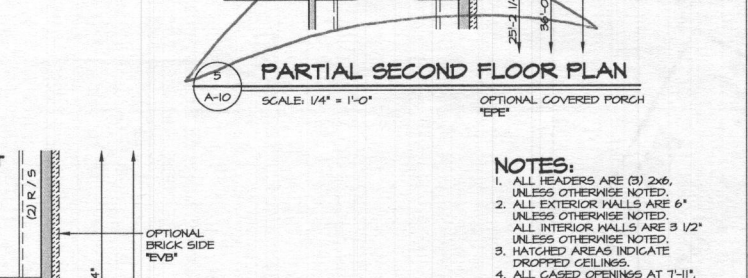 25'-2 1/
36'-0
5
A-10
PARTIAL SECOND FLOOR PLAN
SCALE: 1/4" = 1'-0"
OPTIONAL COVERED PORCH
"EPE"
(2) R / S
OPTIONAL
BRICK SIDE
"EVB"
4"
NOTES:
1. ALL HEADERS ARE (3) 2x6,
UNLESS OTHERWISE NOTED.
2. ALL EXTERIOR WALLS ARE 6"
UNLESS OTHERWISE NOTED.
ALL INTERIOR WALLS ARE 3 1/2"
UNLESS OTHERWISE NOTED.
3. HATCHED AREAS INDICATE
DROPPED CEILINGS.
4. ALL CASED OPENINGS AT 7'-11".